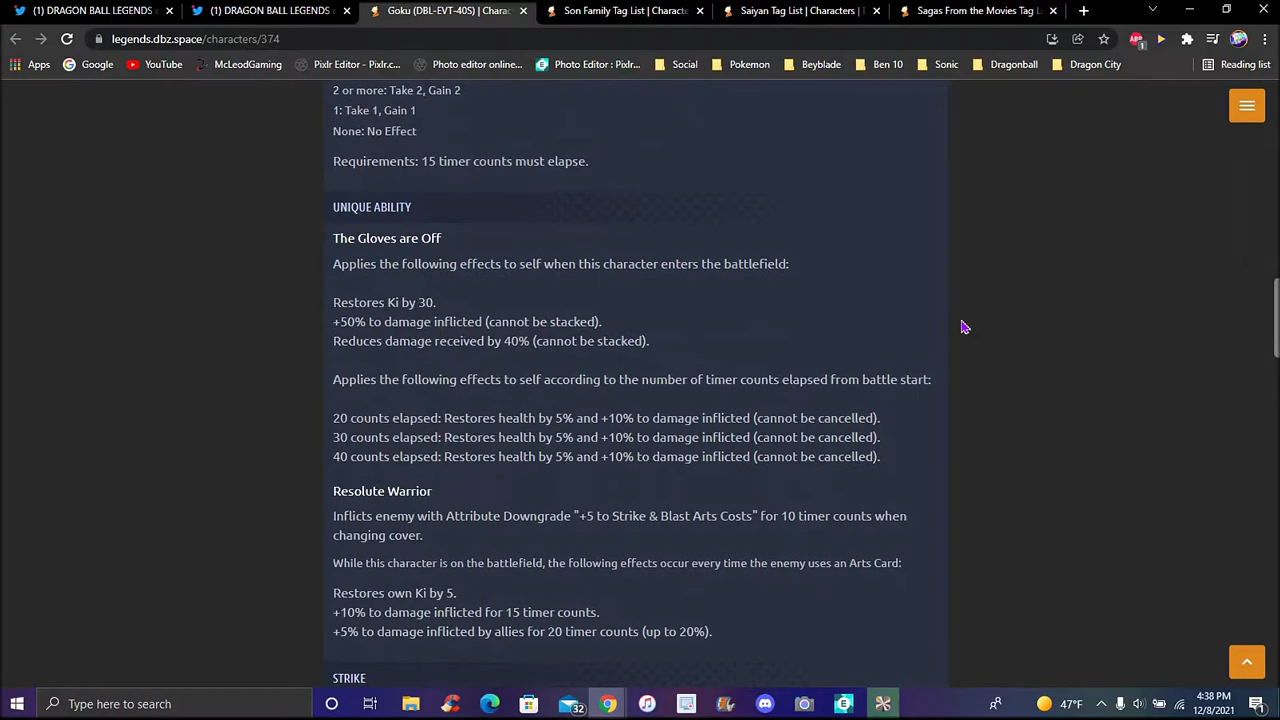 (1) DRAGON BALL LEGENDS
(1) DRAGON BALL LEGENDS
Goku (DBL-EVT-40S) | Charac
Son Family Tag List | Characte
Saiyan Tag List | Characters | D
Sagas From the Movies Tag L
legends.dbz.space/characters/374
1
Apps
Google
YouTube
McLeodGaming
Pixlr Editor - Pixlr.c...
Photo editor online...
Photo Editor : Pixlr...
Social
Pokemon
Beyblade
Ben 10
Sonic
Dragonball
Dragon City
Reading list
2 or more: Take 2, Gain 2
1: Take 1, Gain 1
None: No Effect
Requirements: 15 timer counts must elapse.
UNIQUE ABILITY
The Gloves are Off
Applies the following effects to self when this character enters the battlefield:
Restores Ki by 30.
+50% to damage inflicted (cannot be stacked).
Reduces damage received by 40% (cannot be stacked).
Applies the following effects to self according to the number of timer counts elapsed from battle start:
20 counts elapsed: Restores health by 5% and +10% to damage inflicted (cannot be cancelled).
30 counts elapsed: Restores health by 5% and +10% to damage inflicted (cannot be cancelled).
40 counts elapsed: Restores health by 5% and +10% to damage inflicted (cannot be cancelled).
Resolute Warrior
Inflicts enemy with Attribute Downgrade "+5 to Strike & Blast Arts Costs" for 10 timer counts when
changing cover.
While this character is on the battlefield, the following effects occur every time the enemy uses an Arts Card:
Restores own Ki by 5.
+10% to damage inflicted for 15 timer counts.
+5% to damage inflicted by allies for 20 timer counts (up to 20%).
STRIKE
Type here to search
32
47°F
4:38 PM
12/8/2021